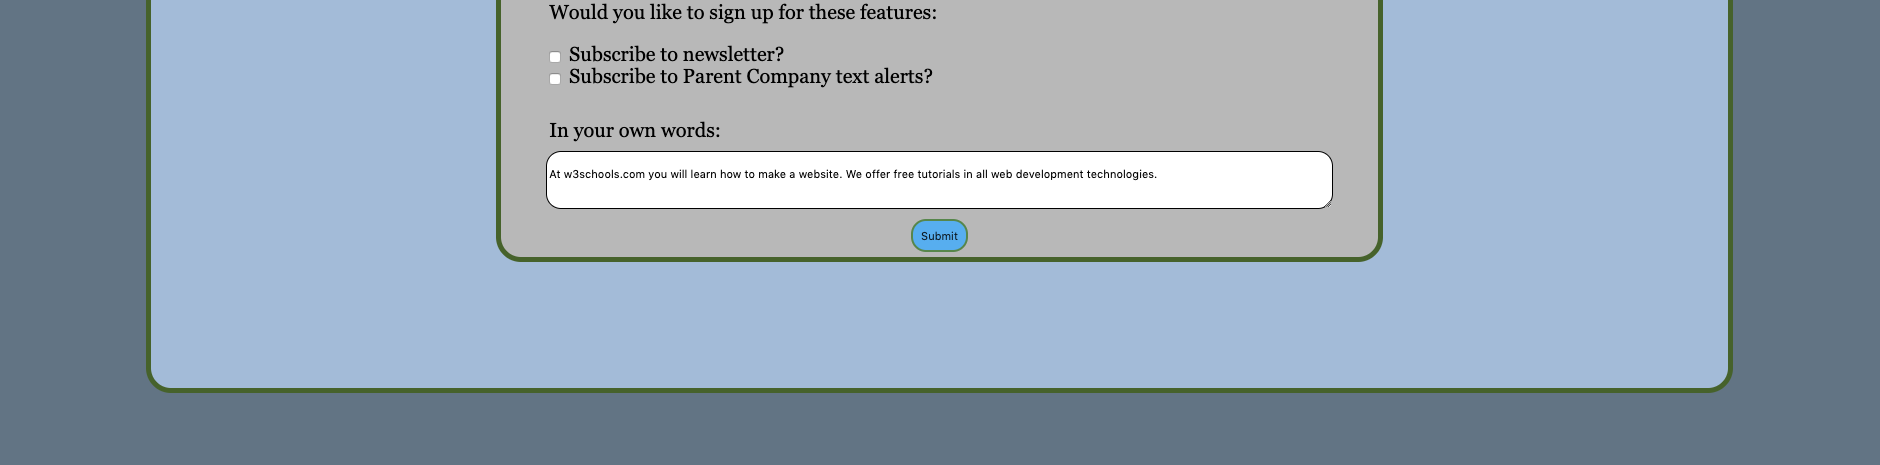 Would you like to sign up for these features:
Subscribe to newsletter?
Subscribe to Parent Company text alerts?
In your own words:
At w3schools.com you will learn how to make a website. We offer free tutorials in all web development technologies.
Submit